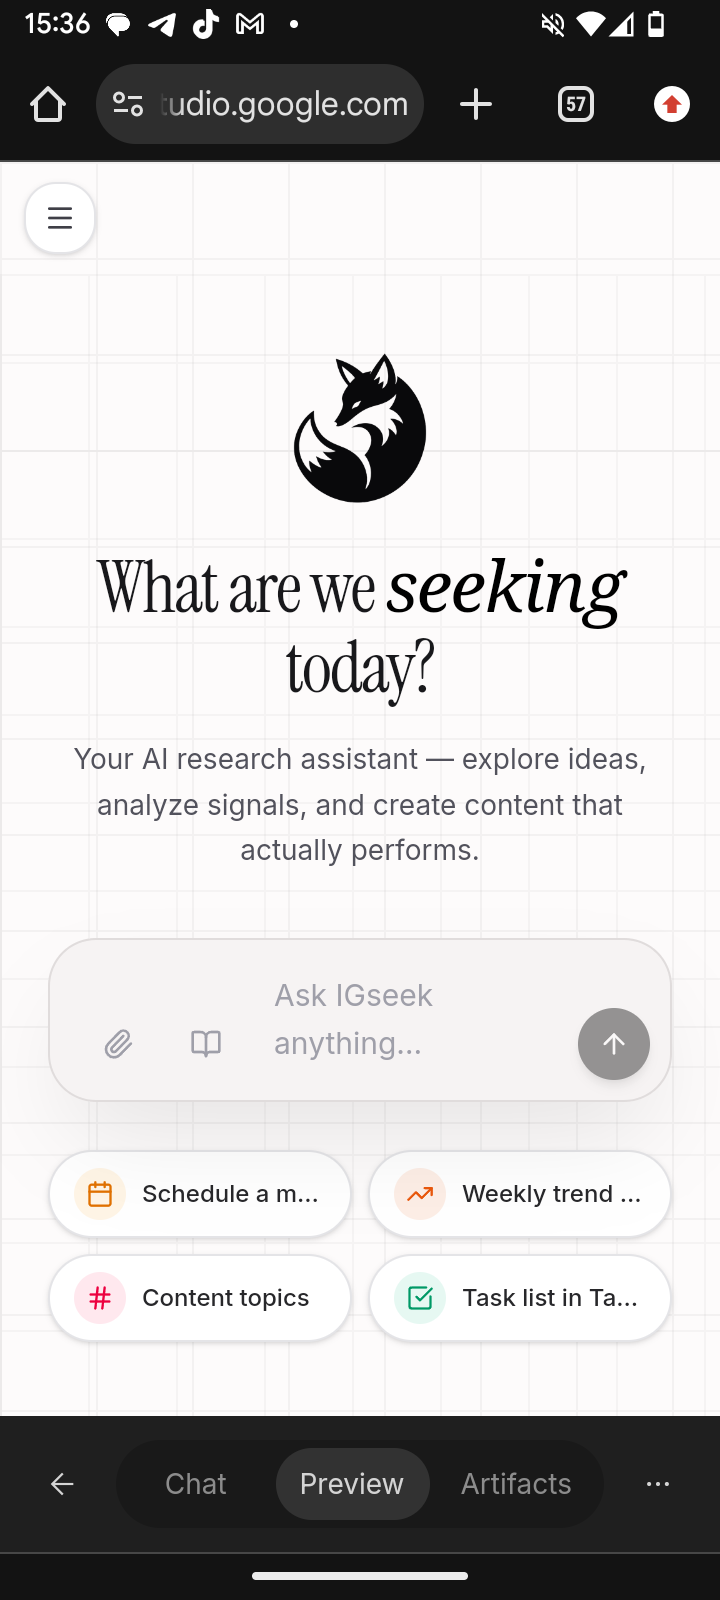 15:36
tudio.google.com
57
What are we seeking
today?
Your AI research assistant — explore ideas,
analyze signals, and create content that
actually performs.
Ask IGseek
anything...
Schedule a m...
Weekly trend ...
Content topics
Task list in Ta...
Chat
Preview
Artifacts